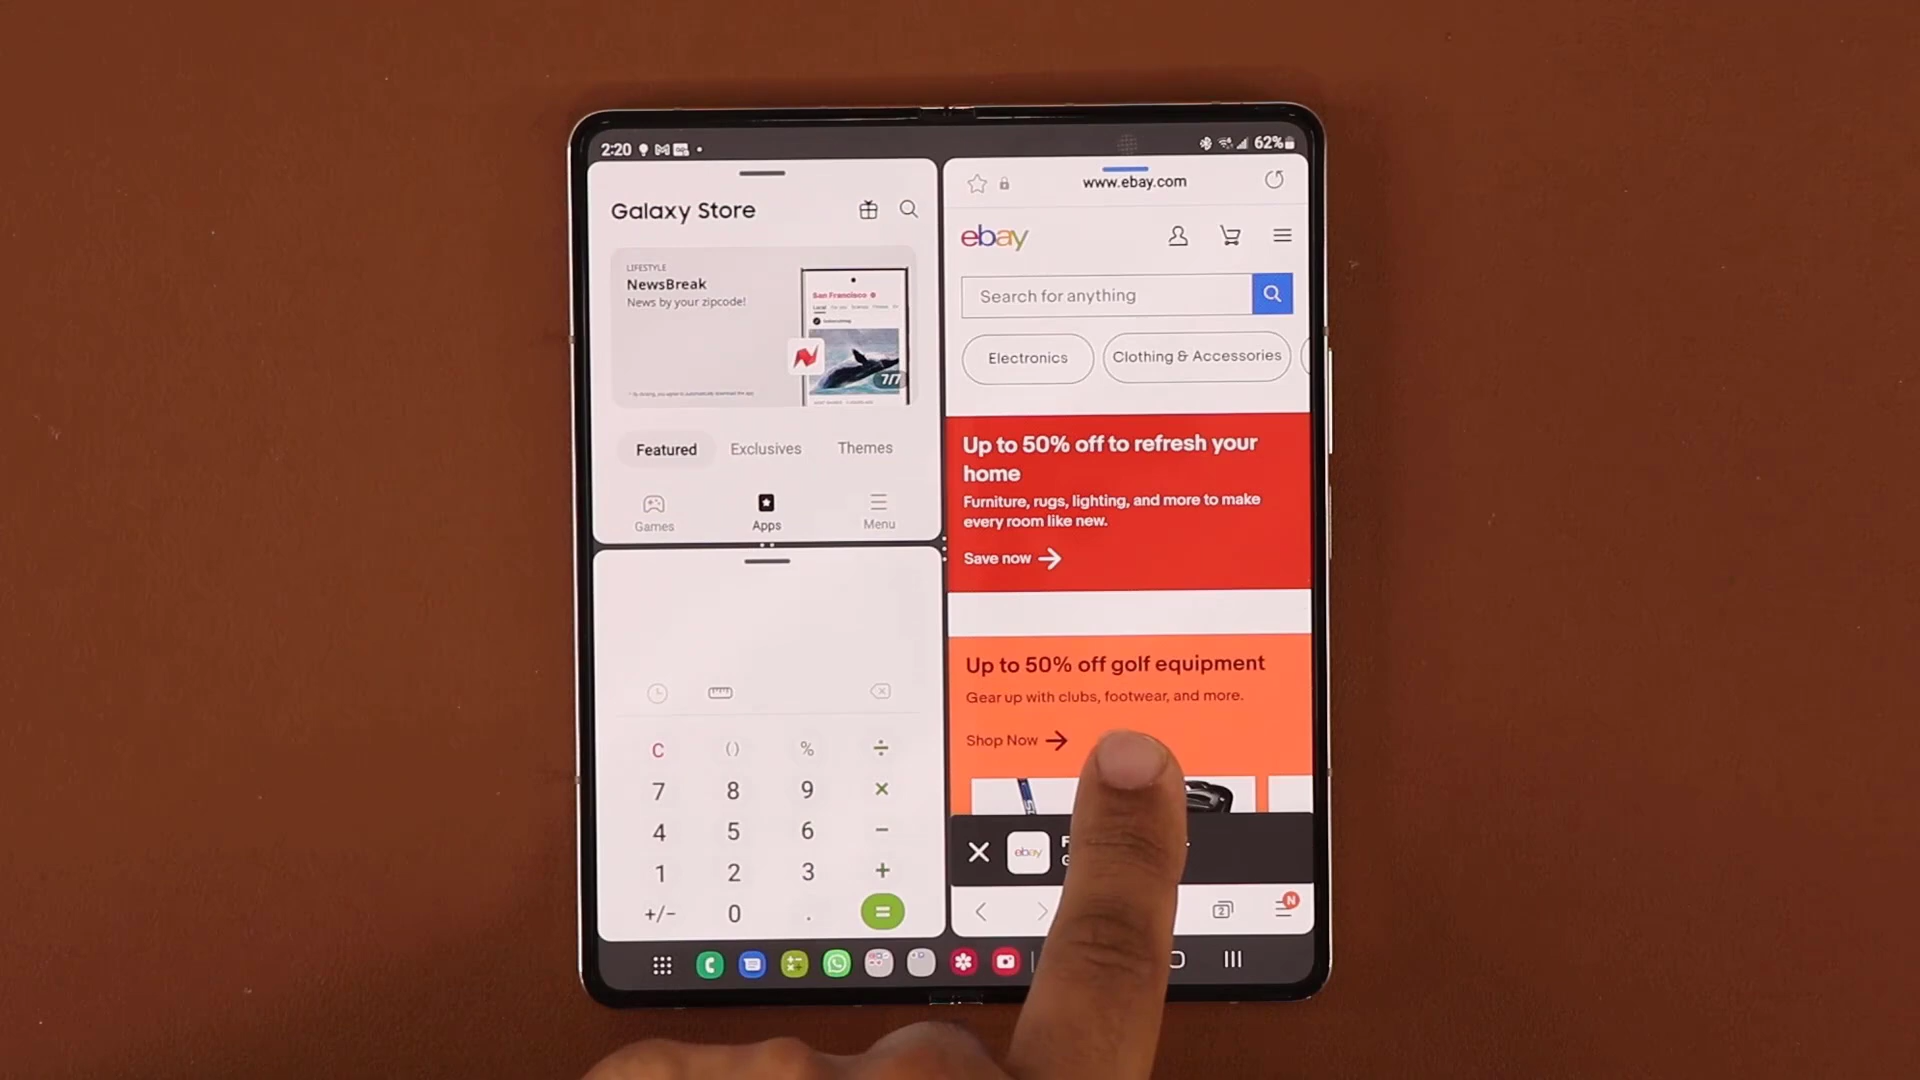 2:20
62%
Galaxy Store
LIFESTYLE
NewsBreak
News by your zipcode!
San Francisco
7/7
Featured Exclusives Themes
Games Apps Menu
C () % ÷
7 8 9 ×
4 5 6 −
1 2 3 +
+/− 0 . =
www.ebay.com
ebay
Search for anything
Electronics Clothing & Accessories
Up to 50% off to refresh your
home
Furniture, rugs, lighting, and more to make
every room like new.
Save now
Up to 50% off golf equipment
Gear up with clubs, footwear, and more.
Shop Now
ebay
2
N